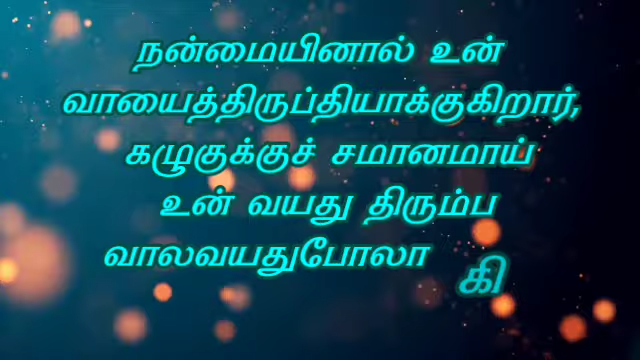 நன்மையினால் உன்
வாயைத்திருப்தியாக்குகிறார்,
கழுகுக்குச் சமானமாய்
உன் வயது திரும்ப
வாலவயதுபோலா கி